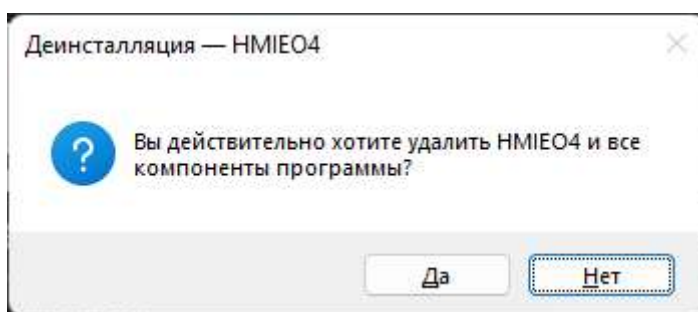 Деинсталляция — HMIEO4
Вы действительно хотите удалить HMIEO4 и все
компоненты программы?
Да
Нет